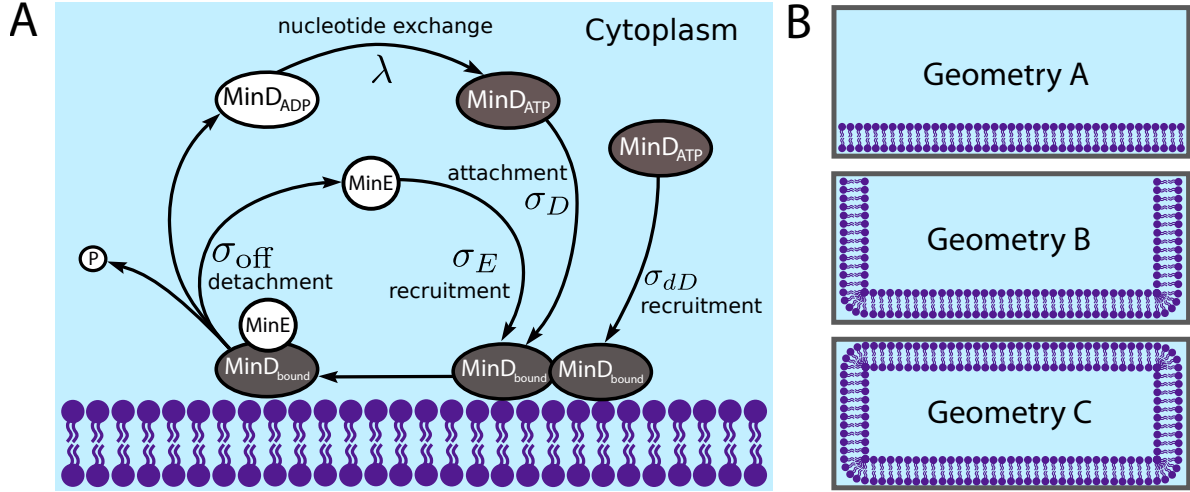 A
Cytoplasm
nucleotide exchange
λ
MinD_ADP
MinD_ATP
MinD_ATP
MinE
attachment
σ_D
σ_off
detachment
σ_E
recruitment
σ_dD
recruitment
P
MinE
MinD_bound
MinD_bound
MinD_bound
B
Geometry A
Geometry B
Geometry C